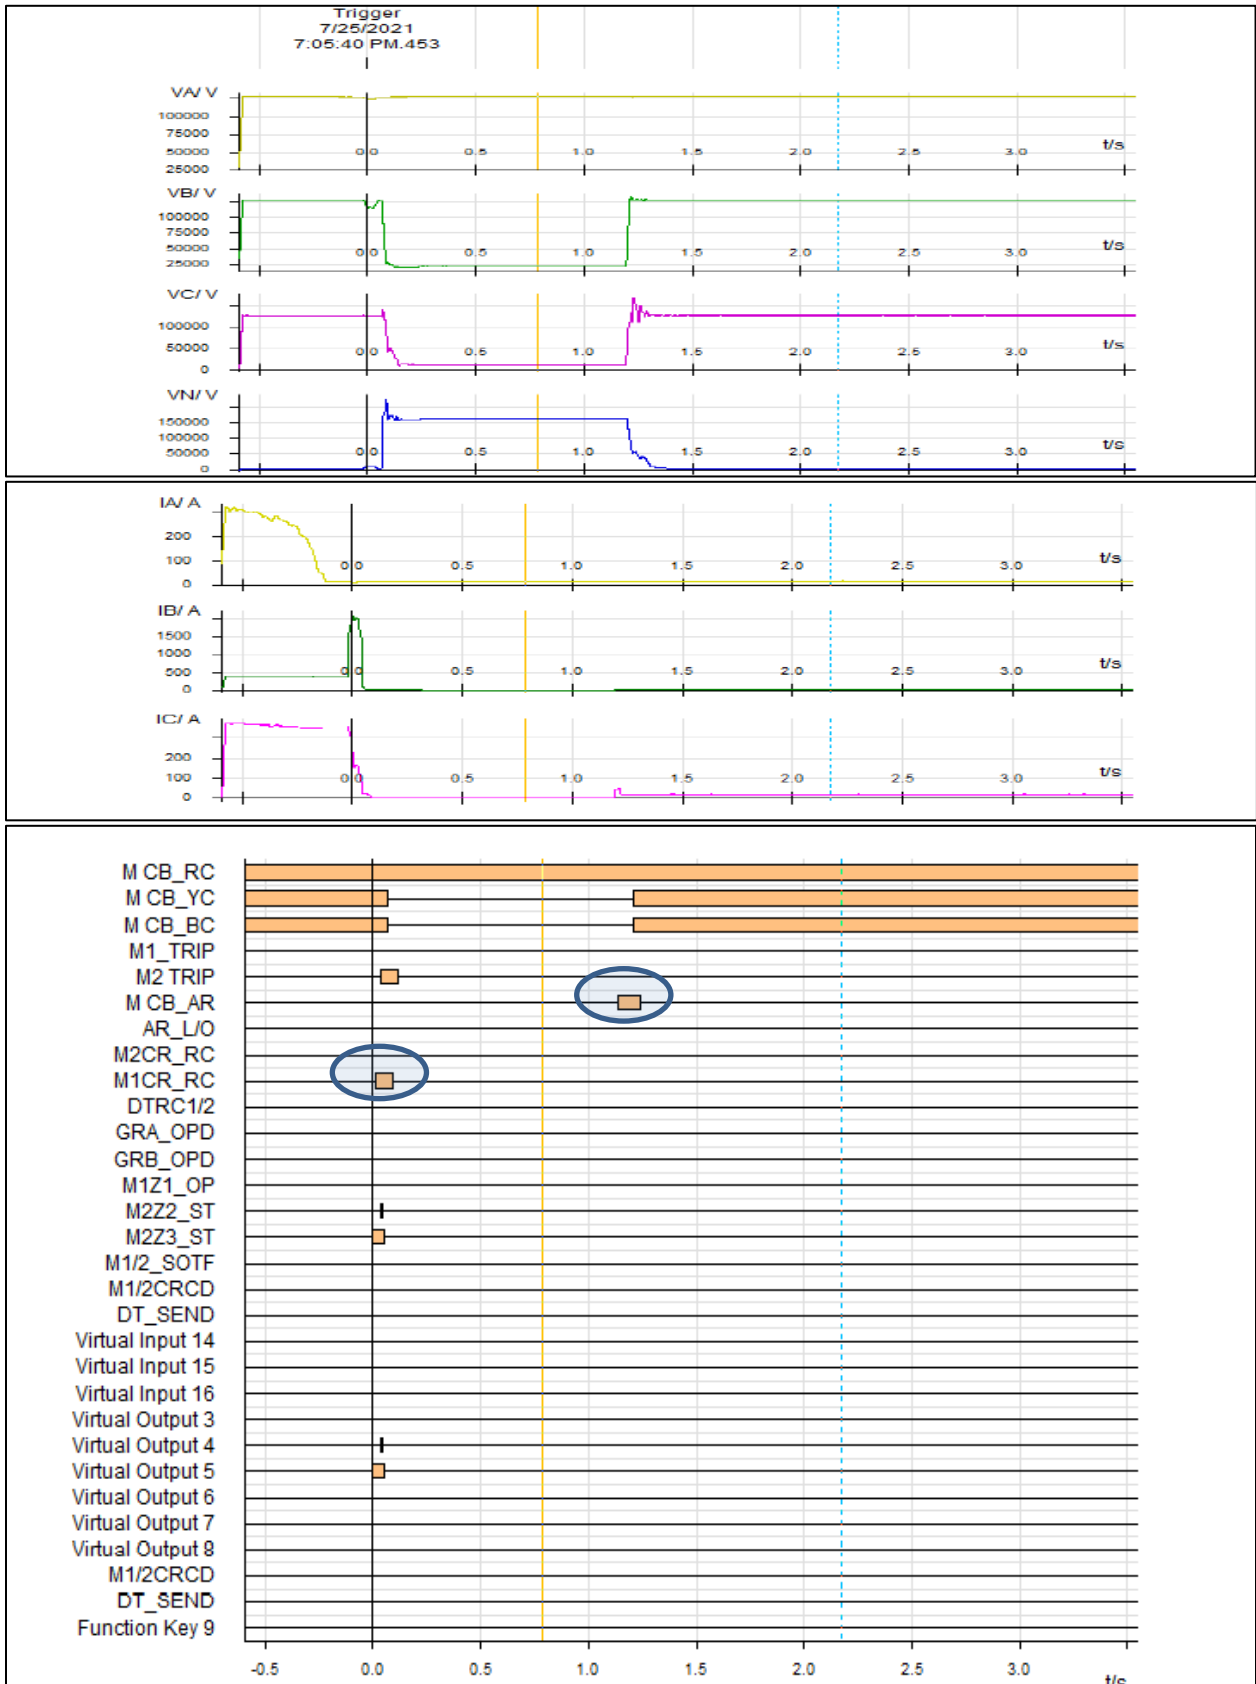 Trigger
7/25/2021
7:05:40 PM.453
VA/ V
100000
75000
50000
25000
0.0 0.5 1.0 1.5 2.0 2.5 3.0 t/s
VB/ V
100000
75000
50000
25000
0.0 0.5 1.0 1.5 2.0 2.5 3.0 t/s
VC/ V
100000
50000
0
0.0 0.5 1.0 1.5 2.0 2.5 3.0 t/s
VN/ V
150000
100000
50000
0
0.0 0.5 1.0 1.5 2.0 2.5 3.0 t/s
IA/ A
200
100
0
0.0 0.5 1.0 1.5 2.0 2.5 3.0 t/s
IB/ A
1500
1000
500
0
0.0 0.5 1.0 1.5 2.0 2.5 3.0 t/s
IC/ A
200
100
0
0.0 0.5 1.0 1.5 2.0 2.5 3.0 t/s
M CB_RC
M CB_YC
M CB_BC
M1_TRIP
M2 TRIP
M CB_AR
AR_L/O
M2CR_RC
M1CR_RC
DTRC1/2
GRA_OPD
GRB_OPD
M1Z1_OP
M2Z2_ST
M2Z3_ST
M1/2_SOTF
M1/2CRCD
DT_SEND
Virtual Input 14
Virtual Input 15
Virtual Input 16
Virtual Output 3
Virtual Output 4
Virtual Output 5
Virtual Output 6
Virtual Output 7
Virtual Output 8
M1/2CRCD
DT_SEND
Function Key 9
-0.5 0.0 0.5 1.0 1.5 2.0 2.5 3.0 t/s